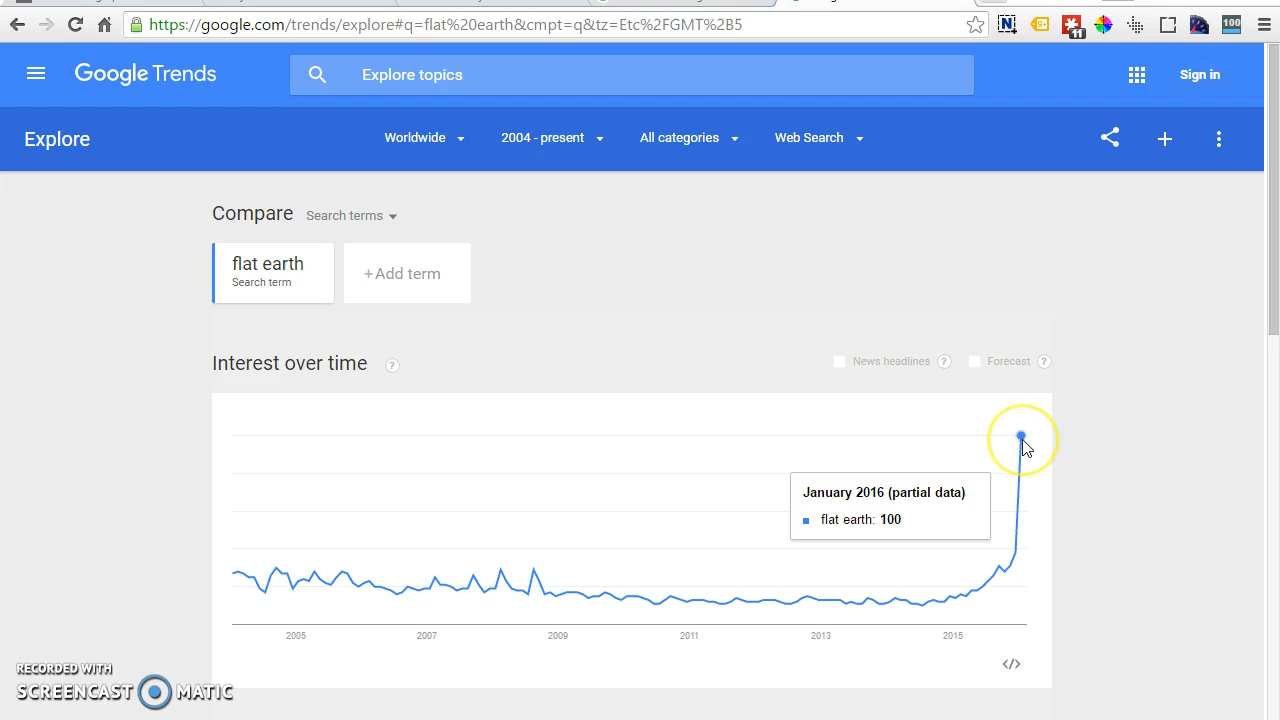 https://google.com/trends/explore#q=flat%20earth&cmpt=q&tz=Etc%2FGMT%2B5
11
100
Google Trends
Explore topics
Sign in
Explore
Worldwide
2004 - present
All categories
Web Search
Compare
Search terms
flat earth
Search term
+Add term
Interest over time
?
News headlines
?
Forecast
?
January 2016 (partial data)
flat earth: 100
2005
2007
2009
2011
2013
2015
</>
RECORDED WITH
SCREENCAST MATIC